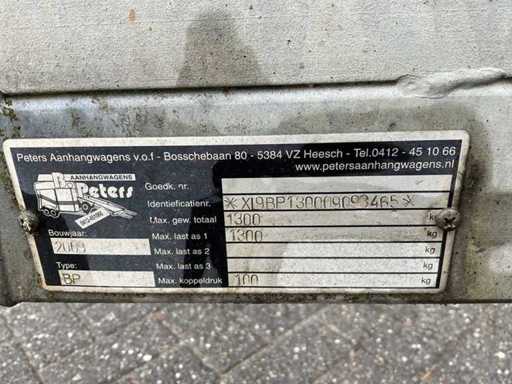 Peters Aanhangwagens v.o.f - Bosschebaan 80 - 5384 VZ Heesch - Tel.0412 - 45 10 66
www.petersaanhangwagens.nl
AANHANGWAGENS
Peters
Goedk. nr.
Identificatienr. *XL9BP130009093465*
Max. gew. totaal 1300 kg
Bouwjaar: Max. last as 1 1300 kg
2009 Max. last as 2 kg
Type: Max. last as 3 kg
BP Max. koppeldruk 100 kg